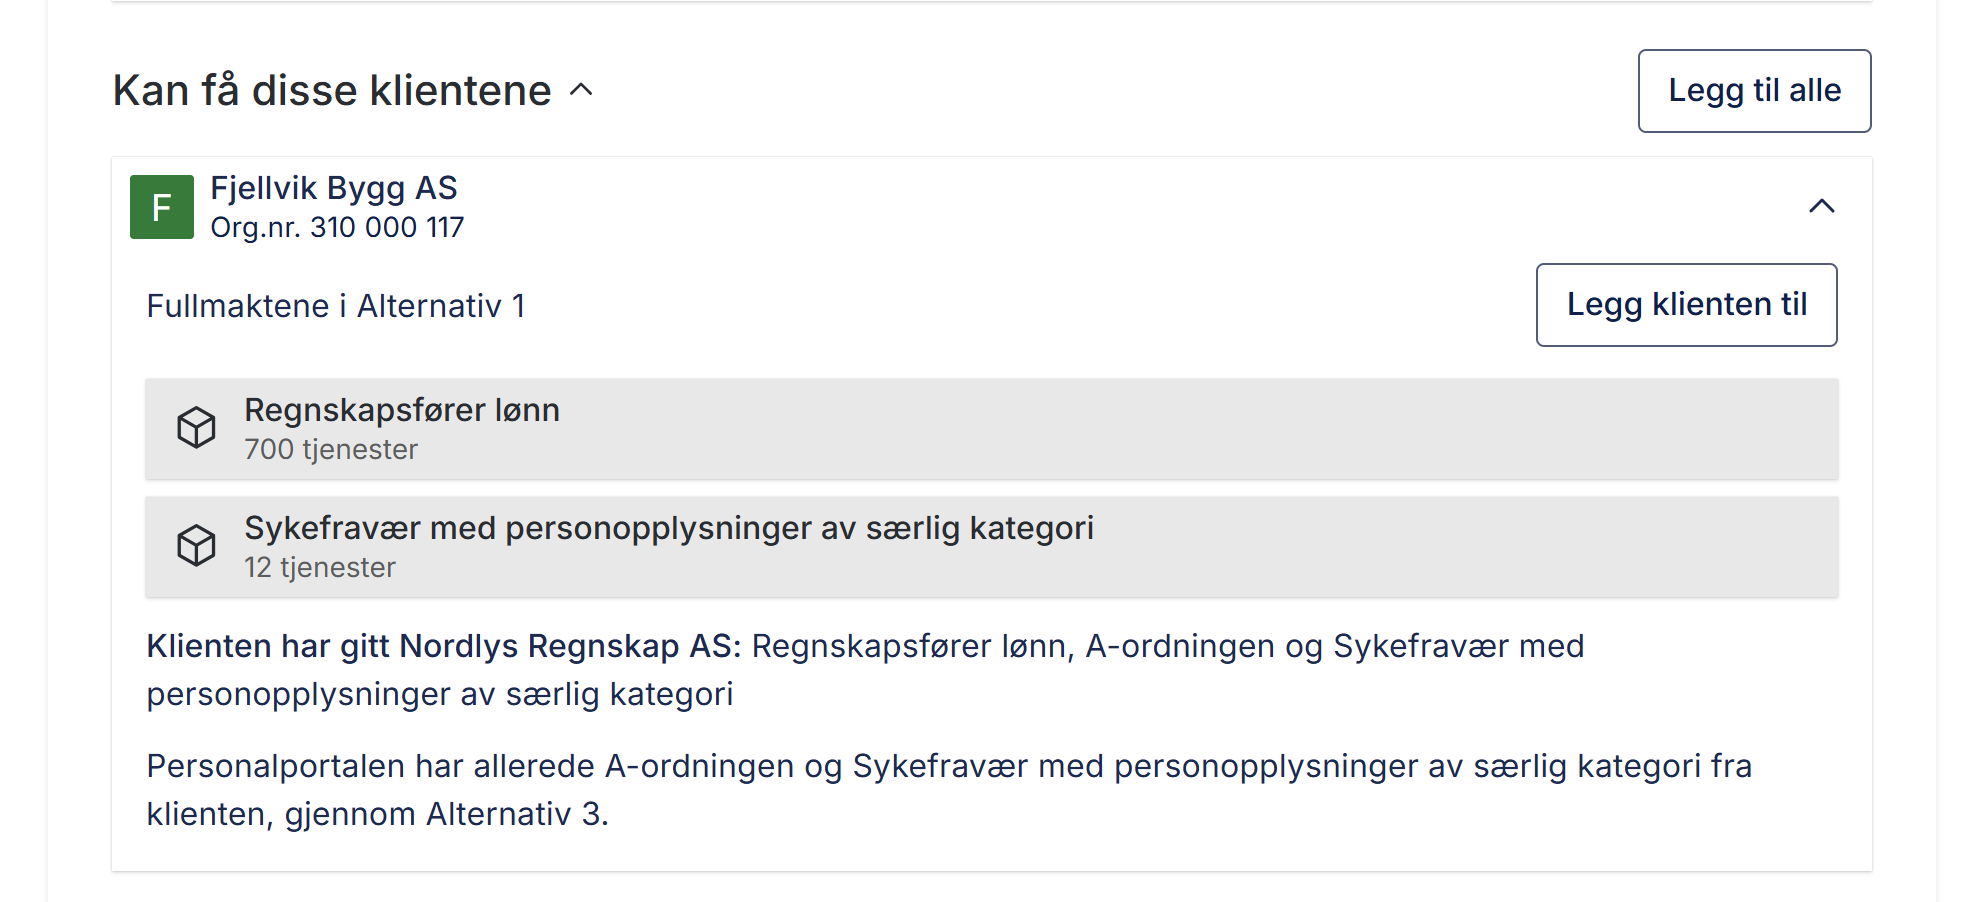 Kan få disse klientene
Legg til alle
F
Fjellvik Bygg AS
Org.nr. 310 000 117
Fullmaktene i Alternativ 1
Legg klienten til
Regnskapsfører lønn
700 tjenester
Sykefravær med personopplysninger av særlig kategori
12 tjenester
Klienten har gitt Nordlys Regnskap AS: Regnskapsfører lønn, A-ordningen og Sykefravær med
personopplysninger av særlig kategori
Personalportalen har allerede A-ordningen og Sykefravær med personopplysninger av særlig kategori fra
klienten, gjennom Alternativ 3.